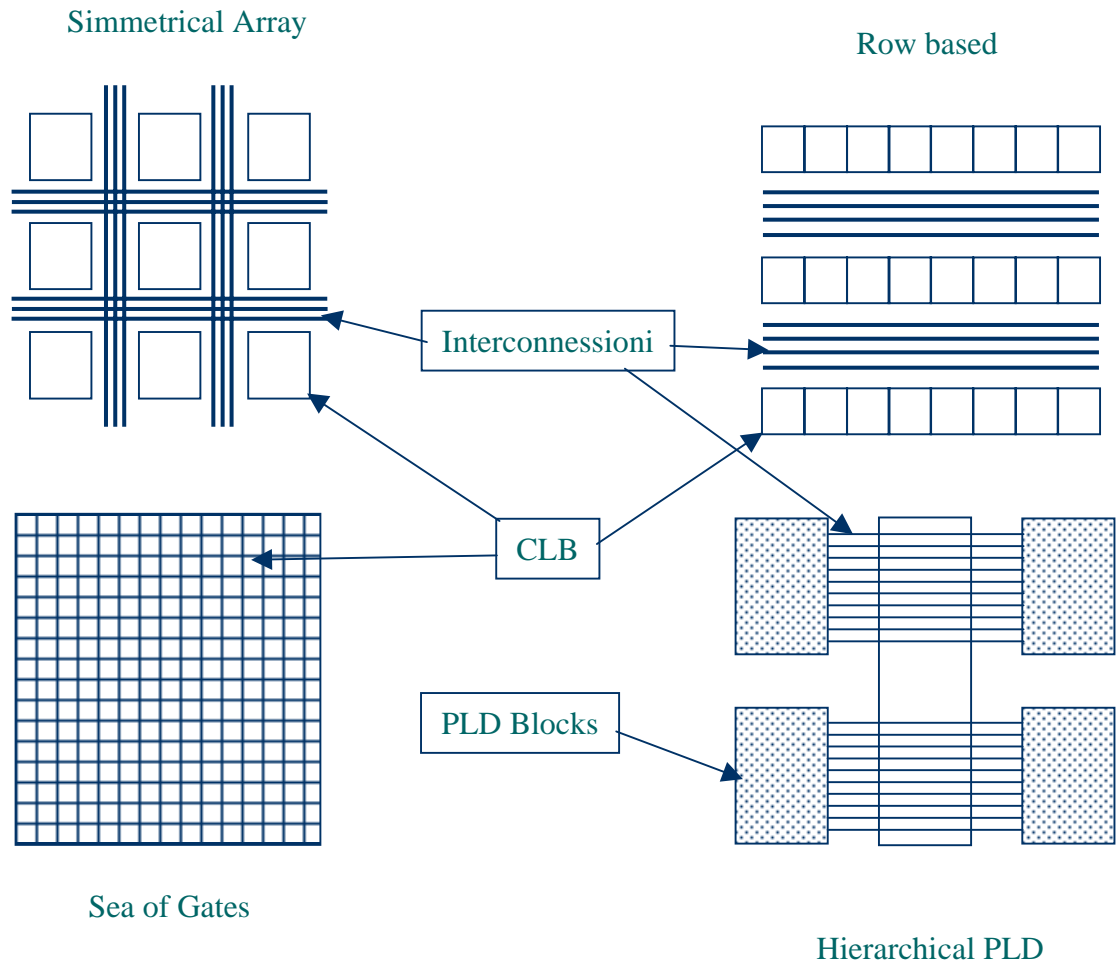 Simmetrical Array
Row based
Interconnessioni
CLB
PLD Blocks
Sea of Gates
Hierarchical PLD